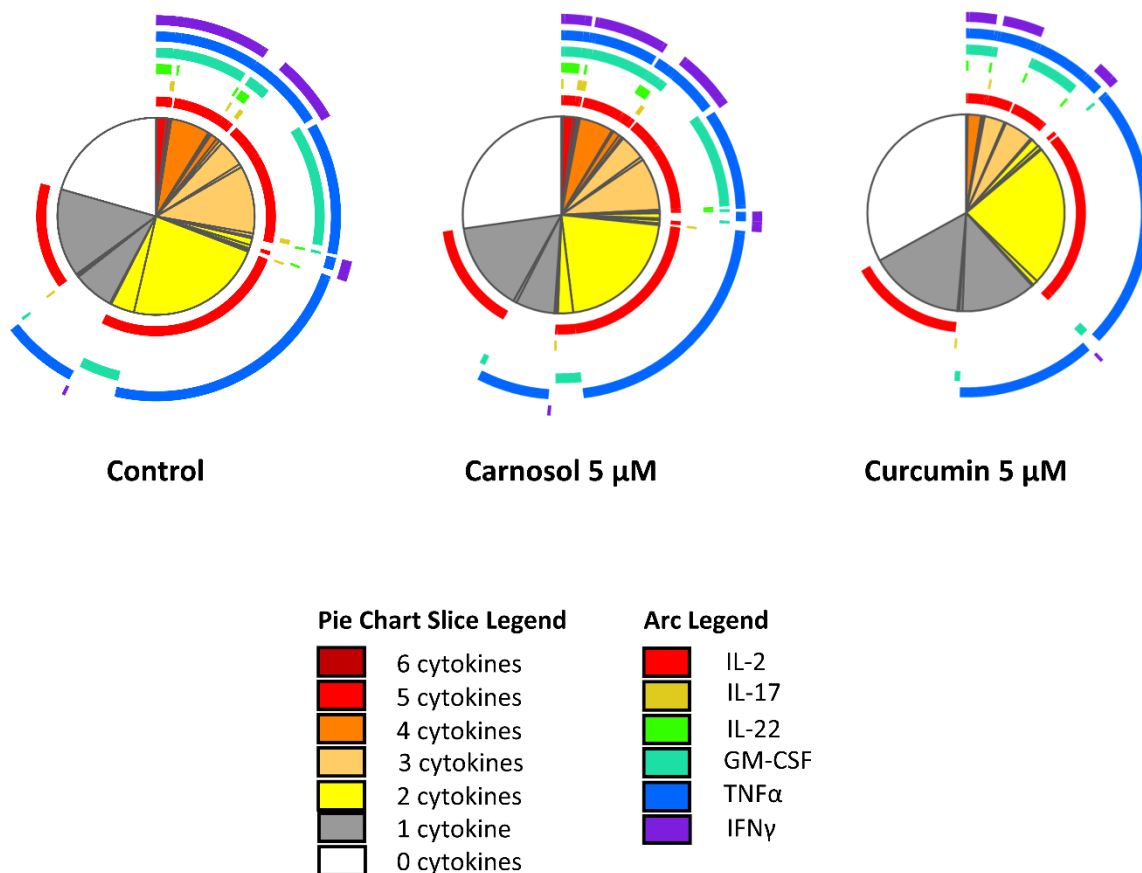 Control
Carnosol 5 μM
Curcumin 5 μM
Pie Chart Slice Legend
6 cytokines
5 cytokines
4 cytokines
3 cytokines
2 cytokines
1 cytokine
0 cytokines
Arc Legend
IL-2
IL-17
IL-22
GM-CSF
TNFα
IFNγ